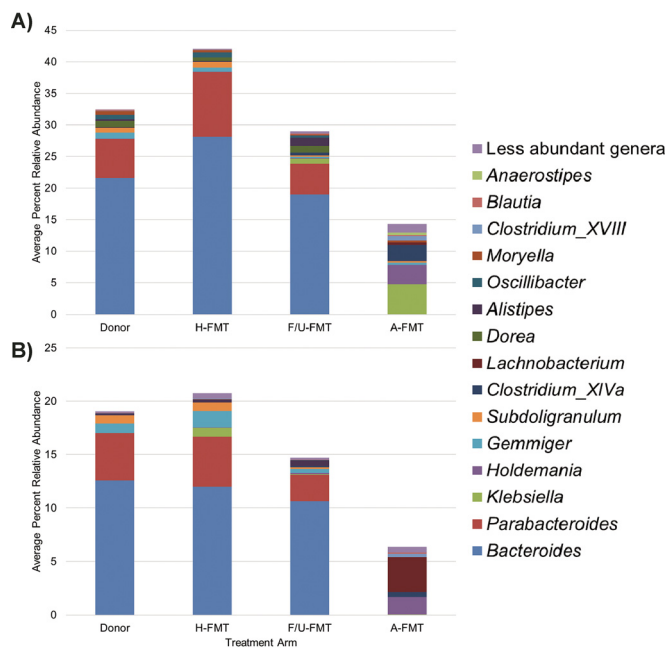 A)
45
40
35
30
25
20
15
10
5
0
Average Percent Relative Abundance
Donor H-FMT F/U-FMT A-FMT
B)
25
20
15
10
5
0
Average Percent Relative Abundance
Donor H-FMT F/U-FMT A-FMT
Treatment Arm
Less abundant genera
Anaerostipes
Blautia
Clostridium_XVIII
Moryella
Oscillibacter
Alistipes
Dorea
Lachnobacterium
Clostridium_XIVa
Subdoligranulum
Gemmiger
Holdemania
Klebsiella
Parabacteroides
Bacteroides